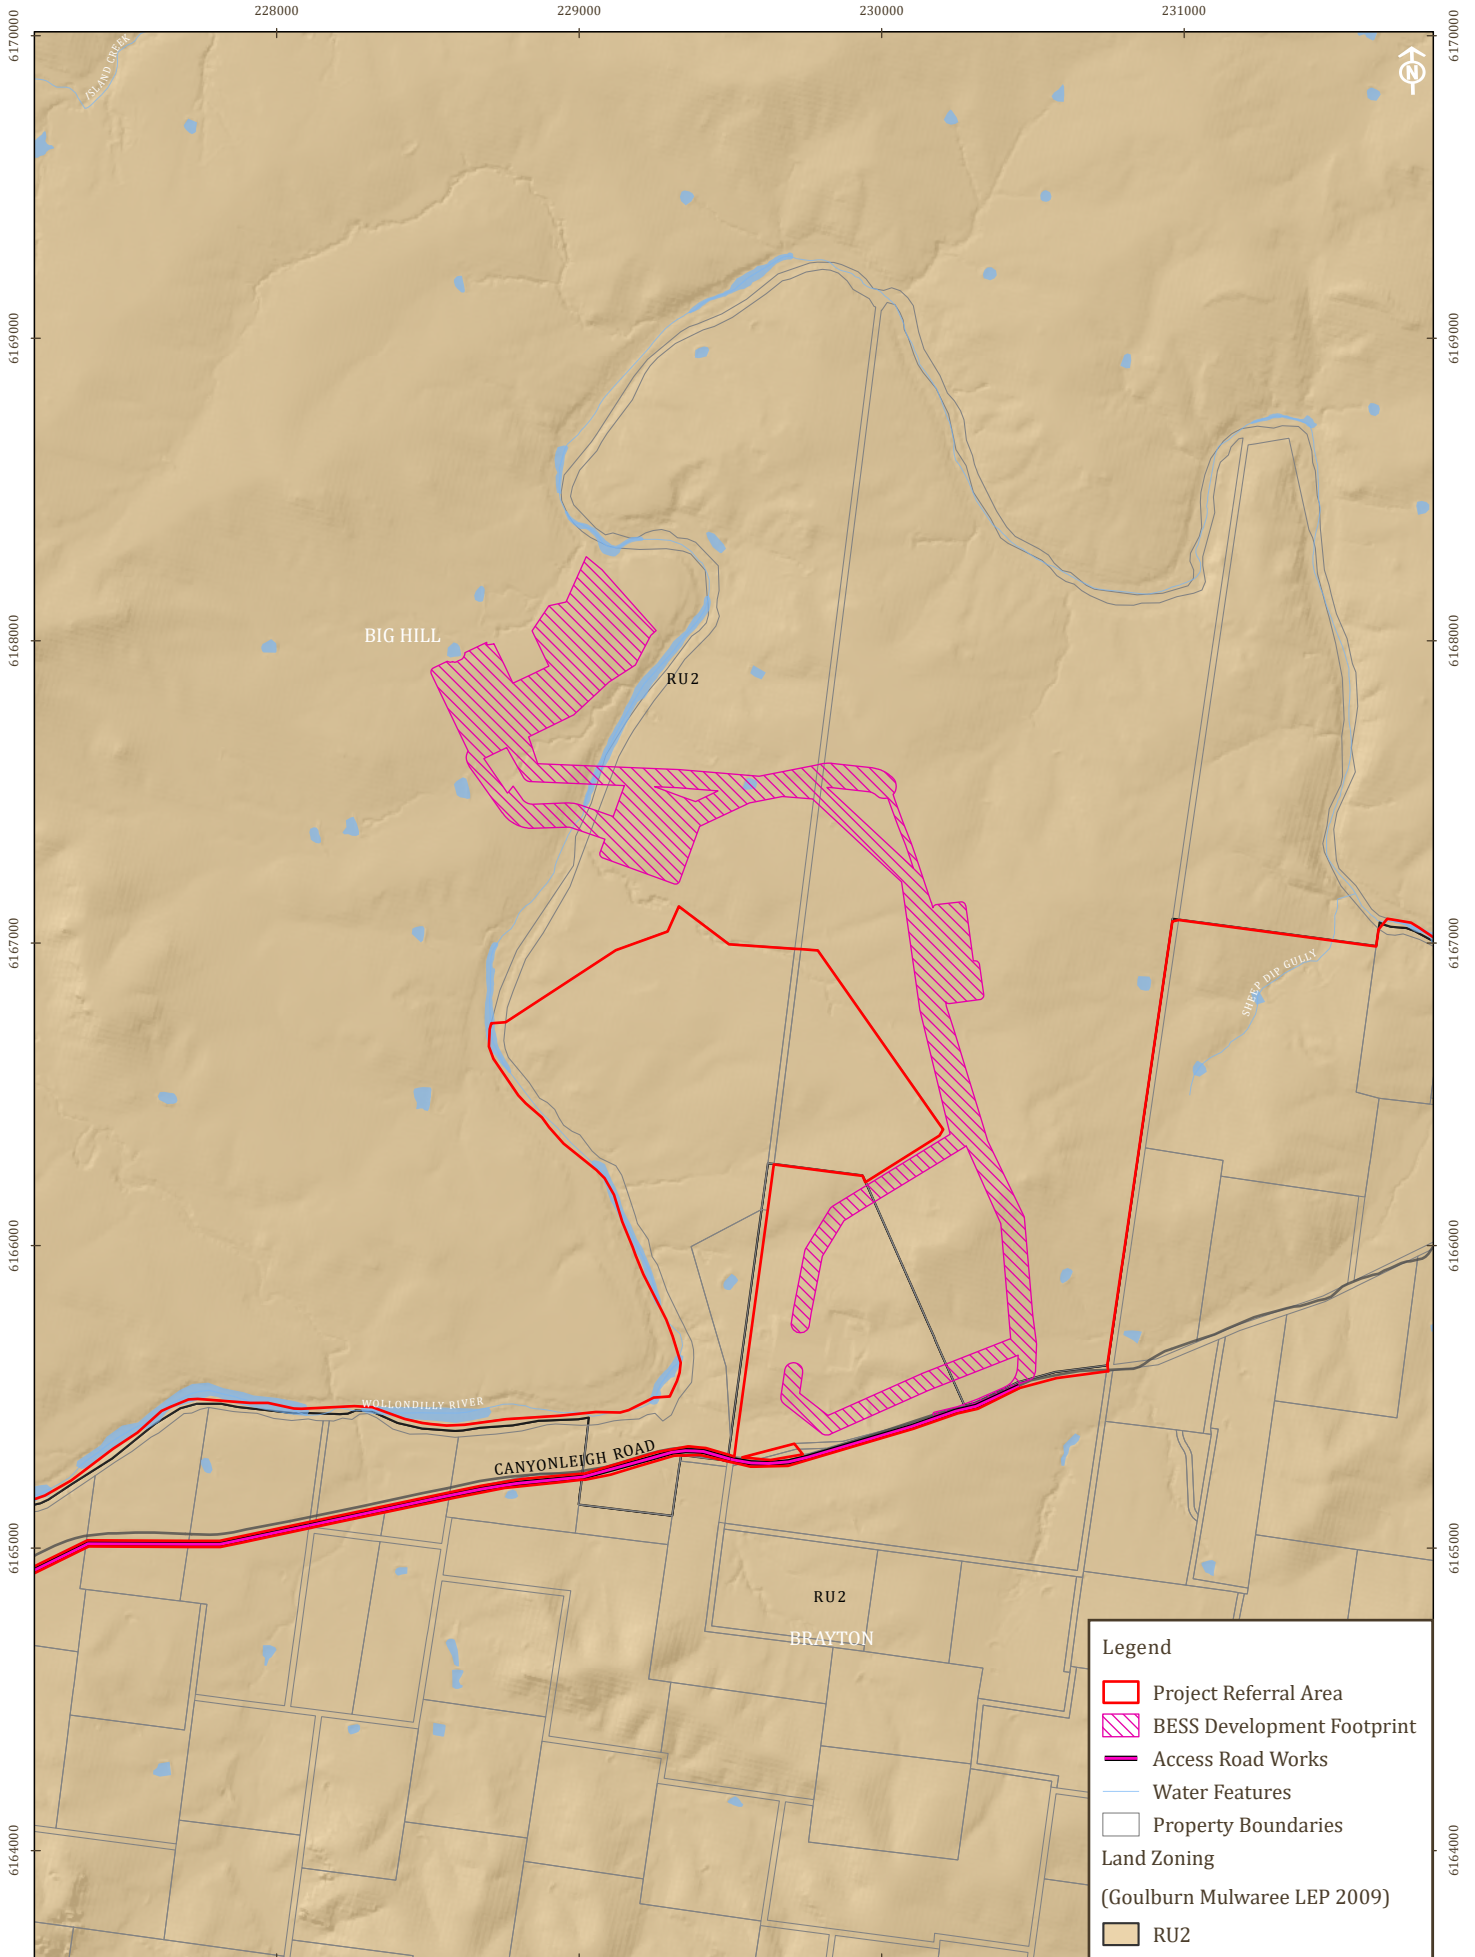 228000
229000
230000
231000
6170000
6170000
ISLAND CREEK
N
6169000
6169000
BIG HILL
6168000
6168000
RU2
6167000
6167000
SHEEP DIP GULLY
6166000
6166000
WOLLONDILLY RIVER
CANYONLEIGH ROAD
6165000
6165000
RU2
BRAYTON
Legend
Project Referral Area
BESS Development Footprint
Access Road Works
Water Features
Property Boundaries
Land Zoning
(Goulburn Mulwaree LEP 2009)
RU2
6164000
6164000